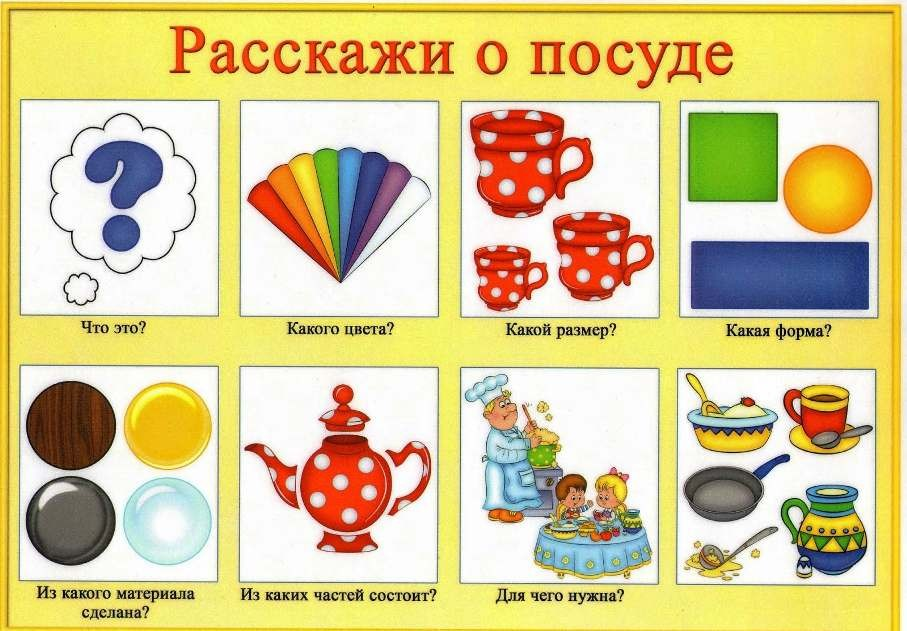 Расскажи о посуде
Что это?
Какого цвета?
Какой размер?
Какая форма?
Из какого материала
сделана?
Из каких частей состоит?
Для чего нужна?